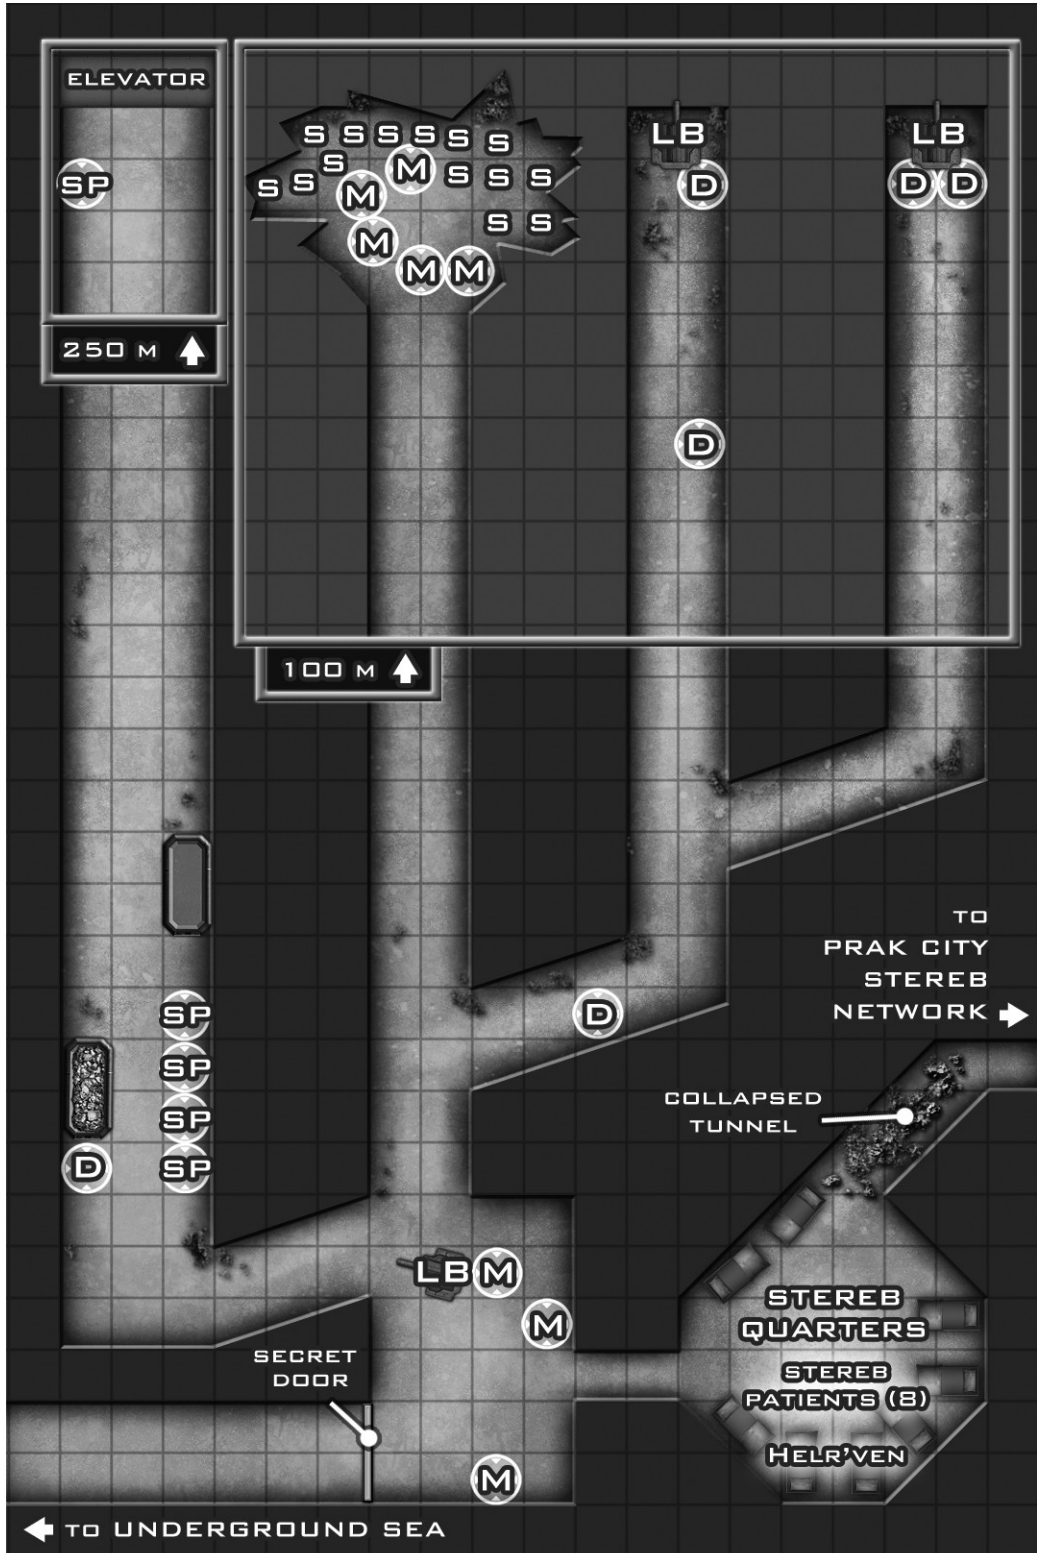 ELEVATOR
SP
250 M
S S S S S S
S
S S
M
S S S
M
S S
M
M M
LB
D
LB
D D
D
100 M
TO
PRAK CITY
STEREB
NETWORK
D
SP
SP
SP
SP
D
COLLAPSED
TUNNEL
LB M
M
STEREB
QUARTERS
STEREB
PATIENTS (8)
HELR'VEN
SECRET
DOOR
M
TO UNDERGROUND SEA